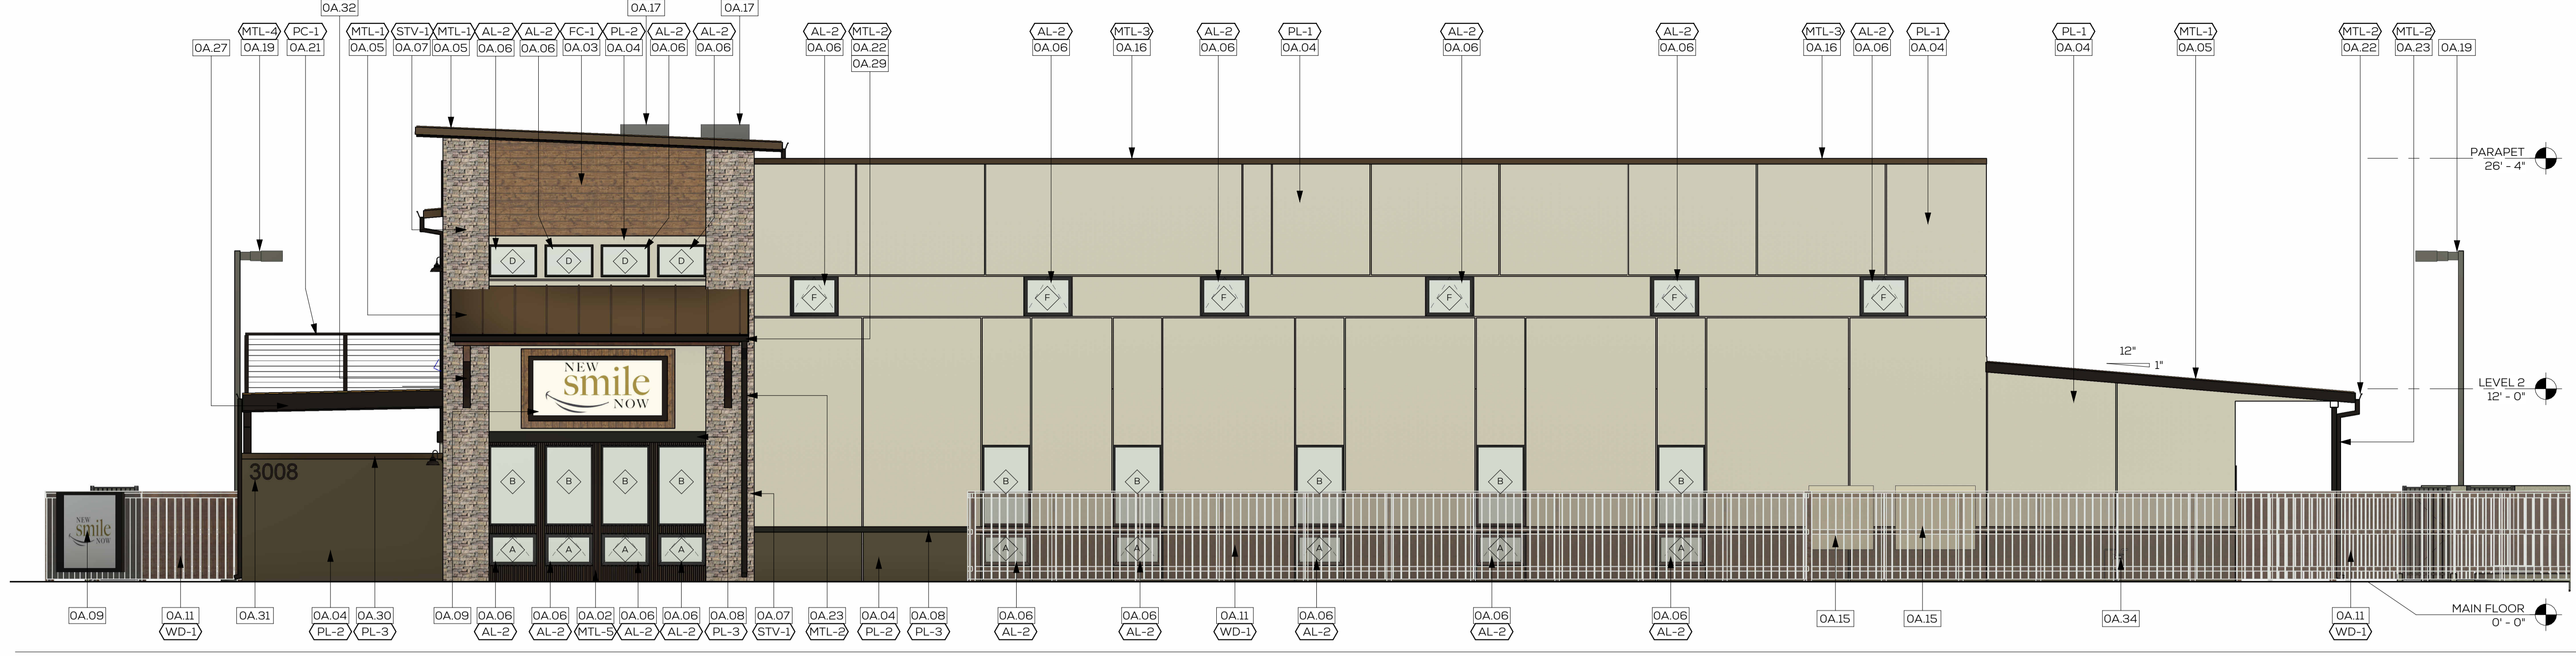 0A.32
0A.17
0A.17
MTL-4 PC-1 MTL-1 STV-1 MTL-1 AL-2 AL-2 FC-1 PL-2 AL-2 AL-2 AL-2 MTL-2 AL-2 MTL-3 AL-2 PL-1 AL-2 AL-2 MTL-3 AL-2 PL-1 PL-1 MTL-1 MTL-2 MTL-2
0A.27 0A.19 0A.21 0A.05 0A.07 0A.05 0A.06 0A.06 0A.03 0A.04 0A.06 0A.06 0A.06 0A.22 0A.06 0A.16 0A.06 0A.04 0A.06 0A.06 0A.16 0A.06 0A.04 0A.04 0A.05 0A.22 0A.23 0A.19
0A.29
PARAPET
26' - 4"
D D D D
F F F F F F
12"
1"
NEW
smile
NOW
LEVEL 2
12' - 0"
3008
B B B B B B B B B
NEW
smile
NOW
A A A A A A A A A
MAIN FLOOR
0' - 0"
0A.09 0A.11 0A.31 0A.04 0A.30 0A.09 0A.06 0A.06 0A.02 0A.06 0A.06 0A.08 0A.07 0A.23 0A.04 0A.08 0A.06 0A.06 0A.11 0A.06 0A.06 0A.06 0A.15 0A.15 0A.34 0A.11
WD-1 PL-2 PL-3 AL-2 AL-2 MTL-5 AL-2 AL-2 PL-3 STV-1 MTL-2 PL-2 PL-3 AL-2 AL-2 WD-1 AL-2 AL-2 AL-2 WD-1